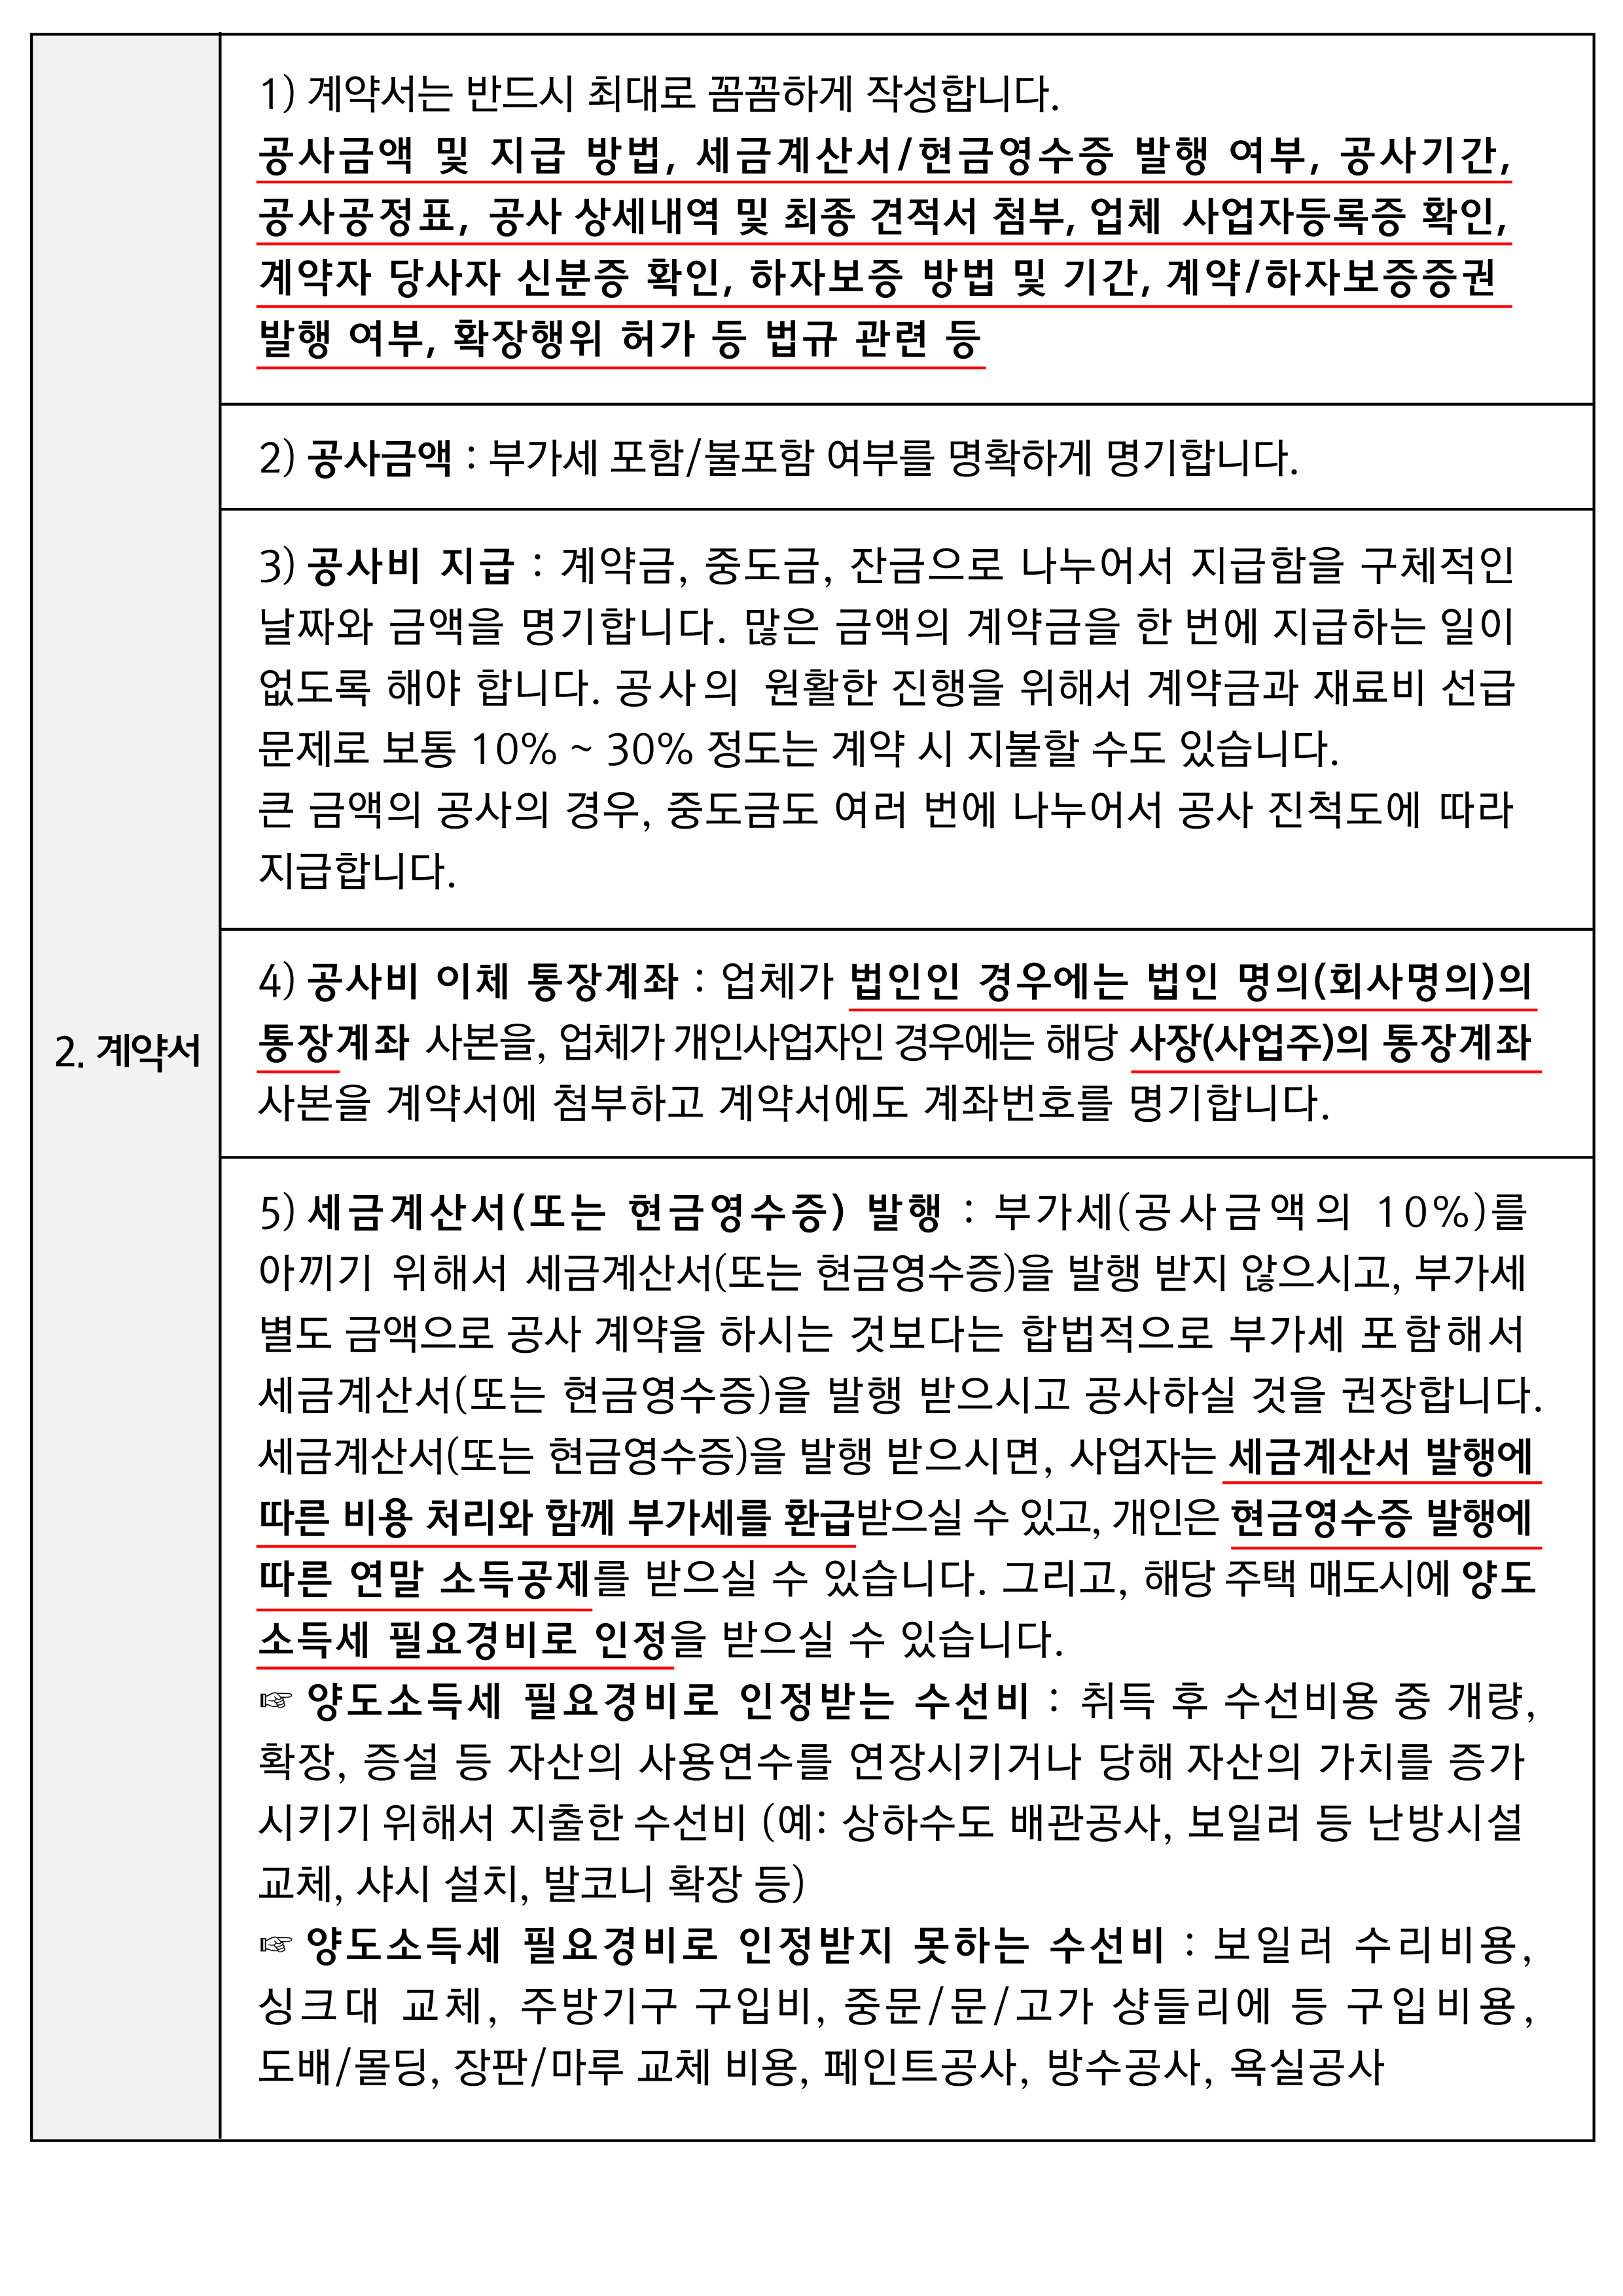 2. 계약서
1) 계약서는 반드시 최대로 꼼꼼하게 작성합니다.
공사금액 및 지급 방법, 세금계산서/현금영수증 발행 여부, 공사기간,
공사공정표, 공사 상세내역 및 최종 견적서 첨부, 업체 사업자등록증 확인,
계약자 당사자 신분증 확인, 하자보증 방법 및 기간, 계약/하자보증증권
발행 여부, 확장행위 허가 등 법규 관련 등
2) 공사금액 : 부가세 포함/불포함 여부를 명확하게 명기합니다.
3) 공사비 지급 : 계약금, 중도금, 잔금으로 나누어서 지급함을 구체적인
날짜와 금액을 명기합니다. 많은 금액의 계약금을 한 번에 지급하는 일이
없도록 해야 합니다. 공사의 원활한 진행을 위해서 계약금과 재료비 선급
문제로 보통 10% ~ 30% 정도는 계약 시 지불할 수도 있습니다.
큰 금액의 공사의 경우, 중도금도 여러 번에 나누어서 공사 진척도에 따라
지급합니다.
4) 공사비 이체 통장계좌 : 업체가 법인인 경우에는 법인 명의(회사명의)의
통장계좌 사본을, 업체가 개인사업자인 경우에는 해당 사장(사업주)의 통장계좌
사본을 계약서에 첨부하고 계약서에도 계좌번호를 명기합니다.
5) 세금계산서(또는 현금영수증) 발행 : 부가세(공사금액의 10%)를
아끼기 위해서 세금계산서(또는 현금영수증)을 발행 받지 않으시고, 부가세
별도 금액으로 공사 계약을 하시는 것보다는 합법적으로 부가세 포함해서
세금계산서(또는 현금영수증)을 발행 받으시고 공사하실 것을 권장합니다.
세금계산서(또는 현금영수증)을 발행 받으시면, 사업자는 세금계산서 발행에
따른 비용 처리와 함께 부가세를 환급받으실 수 있고, 개인은 현금영수증 발행에
따른 연말 소득공제를 받으실 수 있습니다. 그리고, 해당 주택 매도시에 양도
소득세 필요경비로 인정을 받으실 수 있습니다.
☞ 양도소득세 필요경비로 인정받는 수선비 : 취득 후 수선비용 중 개량,
확장, 증설 등 자산의 사용연수를 연장시키거나 당해 자산의 가치를 증가
시키기 위해서 지출한 수선비 (예: 상하수도 배관공사, 보일러 등 난방시설
교체, 샤시 설치, 발코니 확장 등)
☞ 양도소득세 필요경비로 인정받지 못하는 수선비 : 보일러 수리비용,
싱크대 교체, 주방기구 구입비, 중문/문/고가 샹들리에 등 구입비용,
도배/몰딩, 장판/마루 교체 비용, 페인트공사, 방수공사, 욕실공사